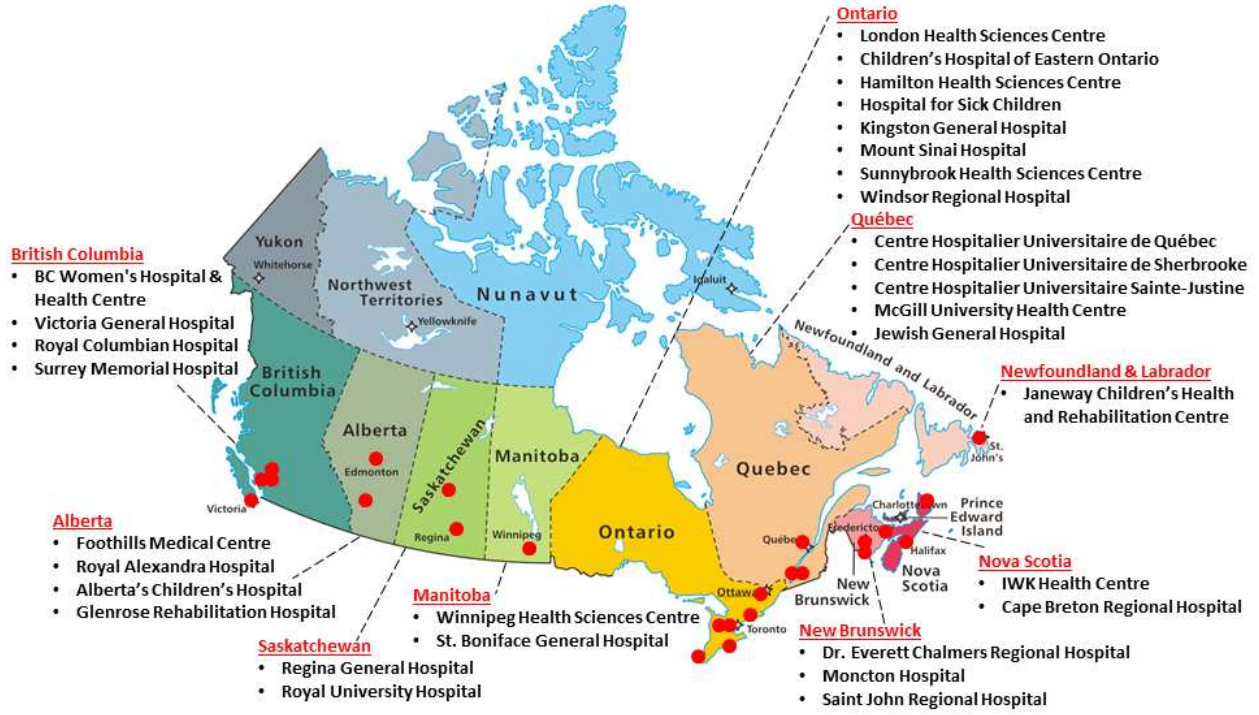 Ontario
• London Health Sciences Centre
• Children's Hospital of Eastern Ontario
• Hamilton Health Sciences Centre
• Hospital for Sick Children
• Kingston General Hospital
• Mount Sinai Hospital
• Sunnybrook Health Sciences Centre
• Windsor Regional Hospital
Québec
• Centre Hospitalier Universitaire de Québec
• Centre Hospitalier Universitaire de Sherbrooke
• Centre Hospitalier Universitaire Sainte-Justine
• McGill University Health Centre
• Jewish General Hospital
British Columbia
• BC Women's Hospital &
Health Centre
• Victoria General Hospital
• Royal Columbian Hospital
• Surrey Memorial Hospital
Newfoundland & Labrador
• Janeway Children's Health
and Rehabilitation Centre
Yukon
Whitehorse
Northwest
Territories
Yellowknife
Nunavut
Iqaluit
Newfoundland and Labrador
British
Columbia
Victoria
Alberta
Edmonton
Saskatchewan
Regina
Manitoba
Winnipeg
Ontario
Ottawa
Toronto
Quebec
Québe
St.
John's
Charlottetown
Prince
Edward
Island
Fredericton
Halifax
Nova
Scotia
New
Brunswick
Alberta
• Foothills Medical Centre
• Royal Alexandra Hospital
• Alberta's Children's Hospital
• Glenrose Rehabilitation Hospital
Saskatchewan
• Regina General Hospital
• Royal University Hospital
Manitoba
• Winnipeg Health Sciences Centre
• St. Boniface General Hospital
Nova Scotia
• IWK Health Centre
• Cape Breton Regional Hospital
New Brunswick
• Dr. Everett Chalmers Regional Hospital
• Moncton Hospital
• Saint John Regional Hospital